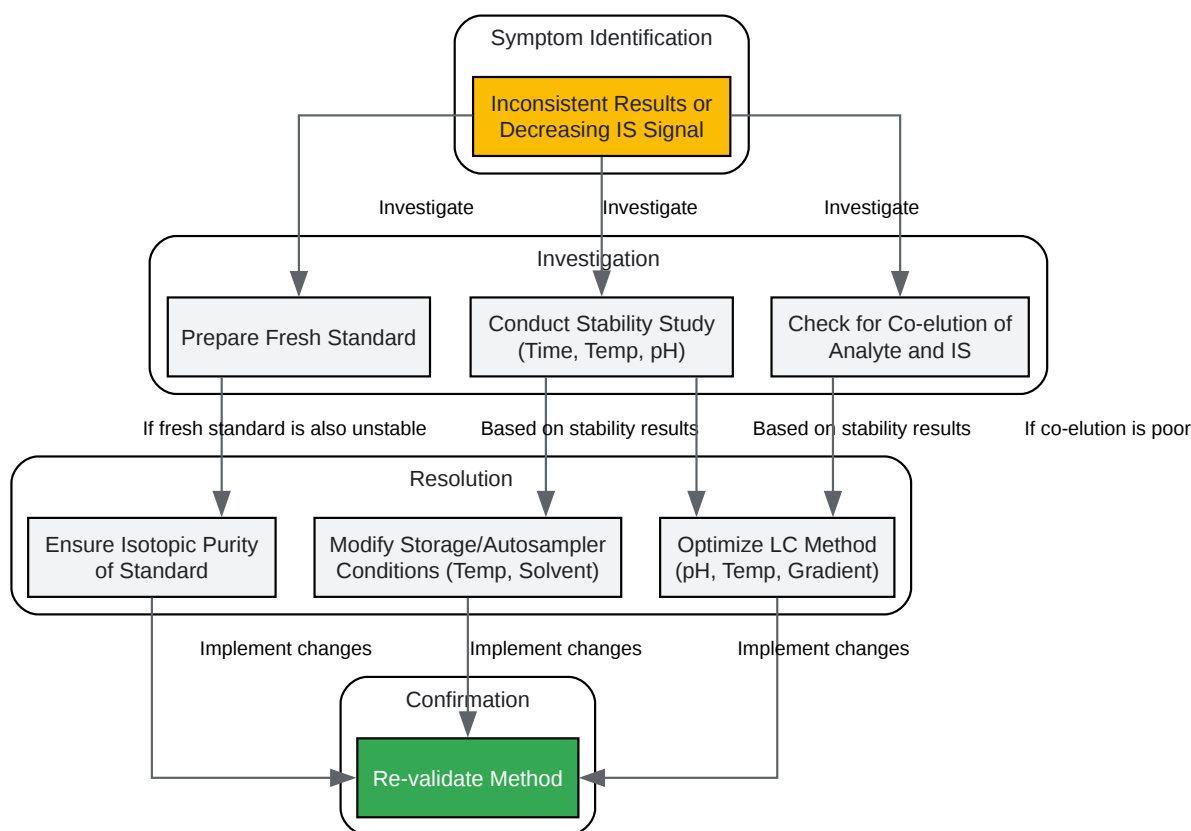 Symptom Identification
Inconsistent Results or
Decreasing IS Signal
Investigate
Investigate
Investigate
Investigation
Prepare Fresh Standard
Conduct Stability Study
(Time, Temp, pH)
Check for Co-elution of
Analyte and IS
If fresh standard is also unstable
Based on stability results
Based on stability results
If co-elution is poor
Resolution
Ensure Isotopic Purity
of Standard
Modify Storage/Autosampler
Conditions (Temp, Solvent)
Optimize LC Method
(pH, Temp, Gradient)
Implement changes
Implement changes
Implement changes
Confirmation
Re-validate Method